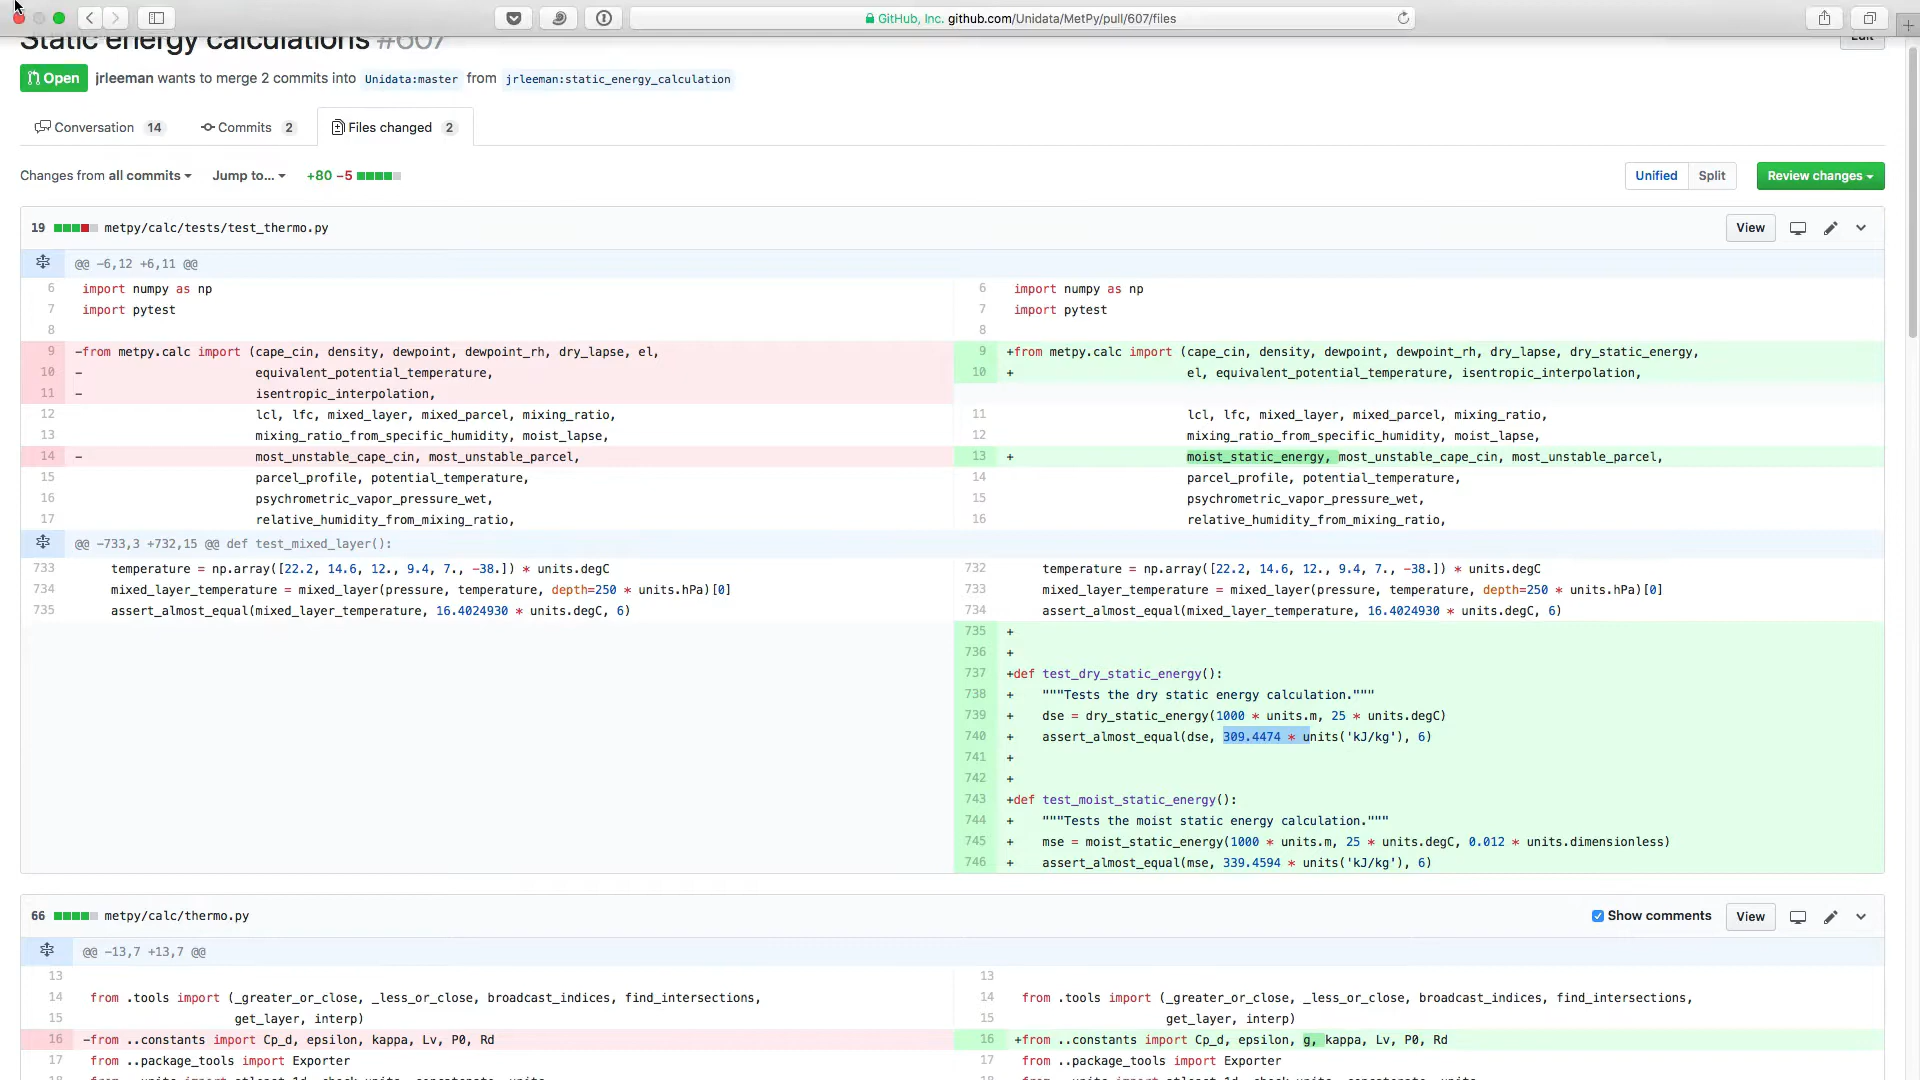 GitHub, Inc. github.com/Unidata/MetPy/pull/607/files
Static energy calculations #607
Edit
Open jrleeman wants to merge 2 commits into Unidata:master from jrleeman:static_energy_calculation
Conversation 14 Commits 2 Files changed 2
Changes from all commits Jump to... +80 −5 Unified Split Review changes
19 metpy/calc/tests/test_thermo.py View
@@ -6,12 +6,11 @@
6 import numpy as np 6 import numpy as np
7 import pytest 7 import pytest
8 8
9 -from metpy.calc import (cape_cin, density, dewpoint, dewpoint_rh, dry_lapse, el, 9 +from metpy.calc import (cape_cin, density, dewpoint, dewpoint_rh, dry_lapse, dry_static_energy,
10 - equivalent_potential_temperature, 10 + el, equivalent_potential_temperature, isentropic_interpolation,
11 - isentropic_interpolation,
12 lcl, lfc, mixed_layer, mixed_parcel, mixing_ratio, 11 lcl, lfc, mixed_layer, mixed_parcel, mixing_ratio,
13 mixing_ratio_from_specific_humidity, moist_lapse, 12 mixing_ratio_from_specific_humidity, moist_lapse,
14 - most_unstable_cape_cin, most_unstable_parcel, 13 + moist_static_energy, most_unstable_cape_cin, most_unstable_parcel,
15 parcel_profile, potential_temperature, 14 parcel_profile, potential_temperature,
16 psychrometric_vapor_pressure_wet, 15 psychrometric_vapor_pressure_wet,
17 relative_humidity_from_mixing_ratio, 16 relative_humidity_from_mixing_ratio,
@@ -733,3 +732,15 @@ def test_mixed_layer():
733 temperature = np.array([22.2, 14.6, 12., 9.4, 7., -38.]) * units.degC 732 temperature = np.array([22.2, 14.6, 12., 9.4, 7., -38.]) * units.degC
734 mixed_layer_temperature = mixed_layer(pressure, temperature, depth=250 * units.hPa)[0] 733 mixed_layer_temperature = mixed_layer(pressure, temperature, depth=250 * units.hPa)[0]
735 assert_almost_equal(mixed_layer_temperature, 16.4024930 * units.degC, 6) 734 assert_almost_equal(mixed_layer_temperature, 16.4024930 * units.degC, 6)
735 +
736 +
737 +def test_dry_static_energy():
738 + """Tests the dry static energy calculation."""
739 + dse = dry_static_energy(1000 * units.m, 25 * units.degC)
740 + assert_almost_equal(dse, 309.4474 * units('kJ/kg'), 6)
741 +
742 +
743 +def test_moist_static_energy():
744 + """Tests the moist static energy calculation."""
745 + mse = moist_static_energy(1000 * units.m, 25 * units.degC, 0.012 * units.dimensionless)
746 + assert_almost_equal(mse, 339.4594 * units('kJ/kg'), 6)
66 metpy/calc/thermo.py Show comments View
@@ -13,7 +13,7 @@
13 13
14 from .tools import (_greater_or_close, _less_or_close, broadcast_indices, find_intersections, 14 from .tools import (_greater_or_close, _less_or_close, broadcast_indices, find_intersections,
15 get_layer, interp) 15 get_layer, interp)
16 -from ..constants import Cp_d, epsilon, kappa, Lv, P0, Rd 16 +from ..constants import Cp_d, epsilon, g, kappa, Lv, P0, Rd
17 from ..package_tools import Exporter 17 from ..package_tools import Exporter